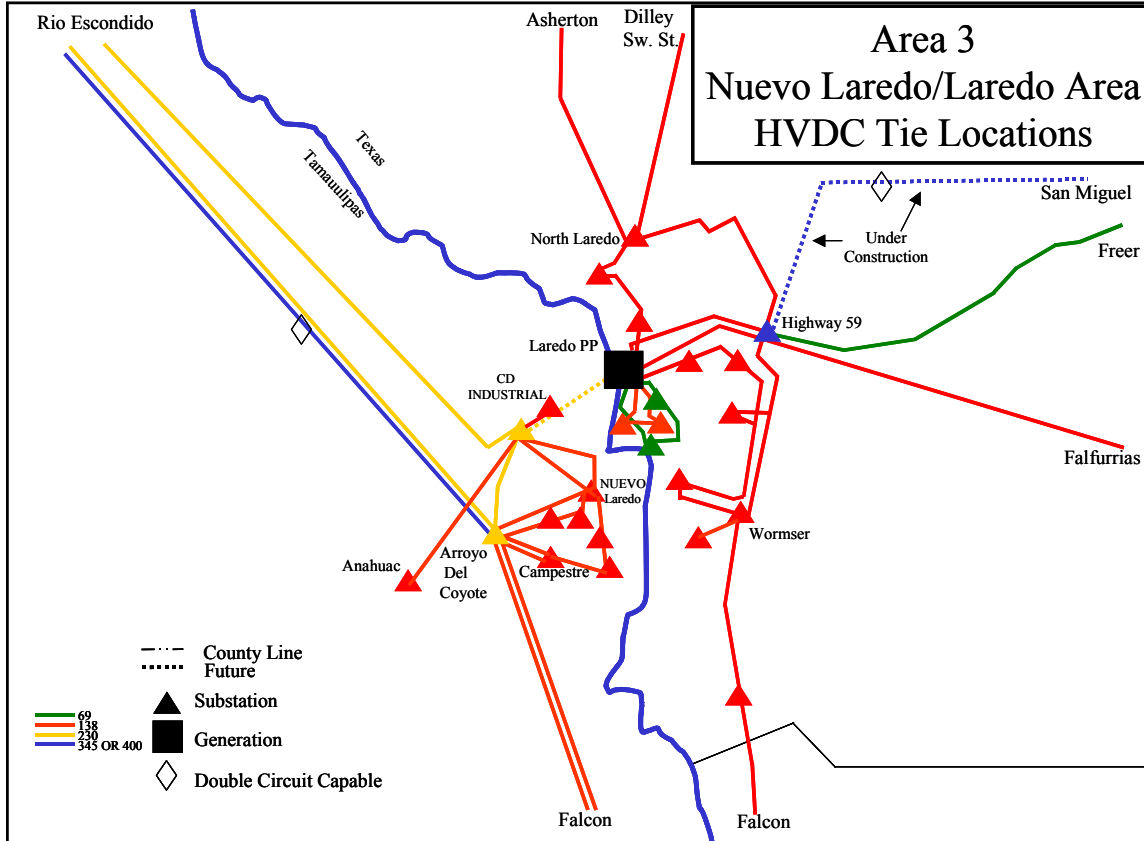 Rio Escondido
Asherton
Dilley
Sw. St.
Area 3
Nuevo Laredo/Laredo Area
HVDC Tie Locations
Texas
Tamauulipas
San Miguel
Under
Construction
Freer
North Laredo
Highway 59
Laredo PP
CD
INDUSTRIAL
Falfurrias
NUEVO
Laredo
Wormser
Anahuac
Arroyo
Del
Coyote
Campestre
County Line
Future
Substation
69
138
230
345 OR 400
Generation
Double Circuit Capable
Falcon
Falcon